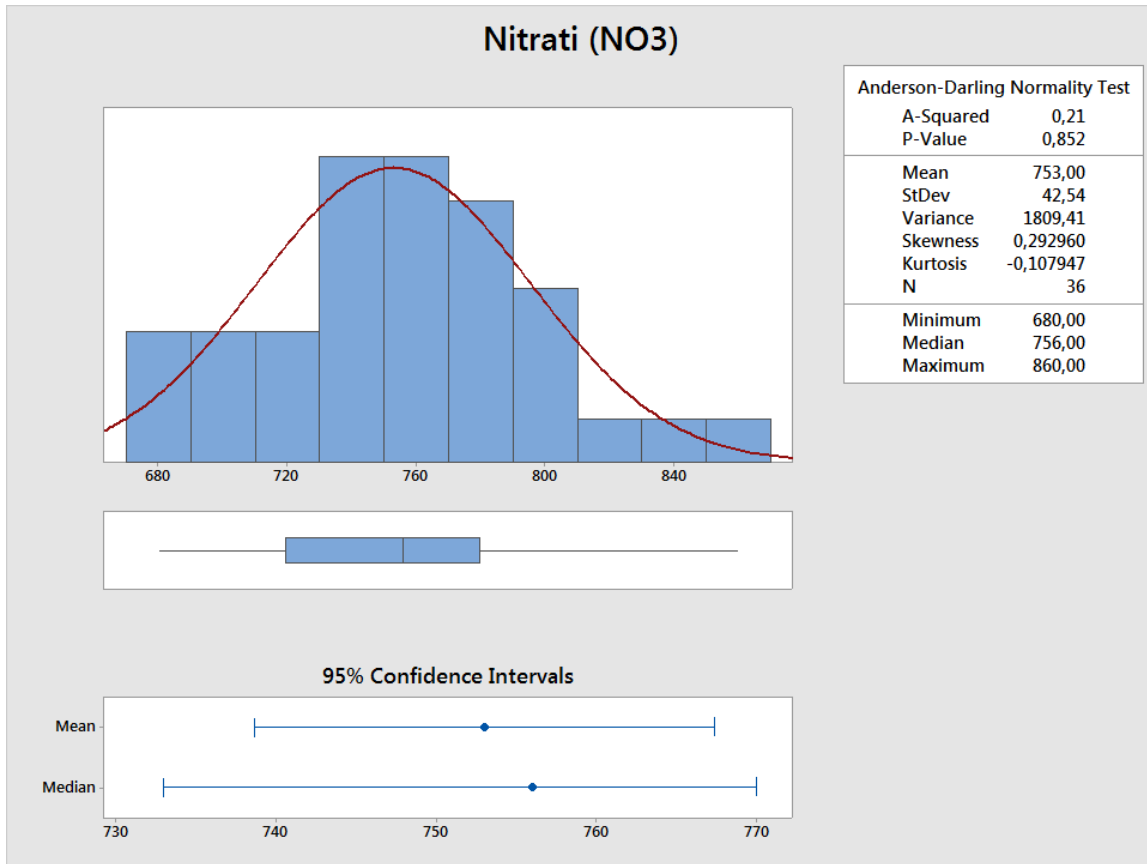 Nitrati (NO3)
Anderson-Darling Normality Test
A-Squared 0,21
P-Value 0,852
Mean 753,00
StDev 42,54
Variance 1809,41
Skewness 0,292960
Kurtosis -0,107947
N 36
Minimum 680,00
Median 756,00
Maximum 860,00
680 720 760 800 840
95% Confidence Intervals
Mean
Median
730 740 750 760 770